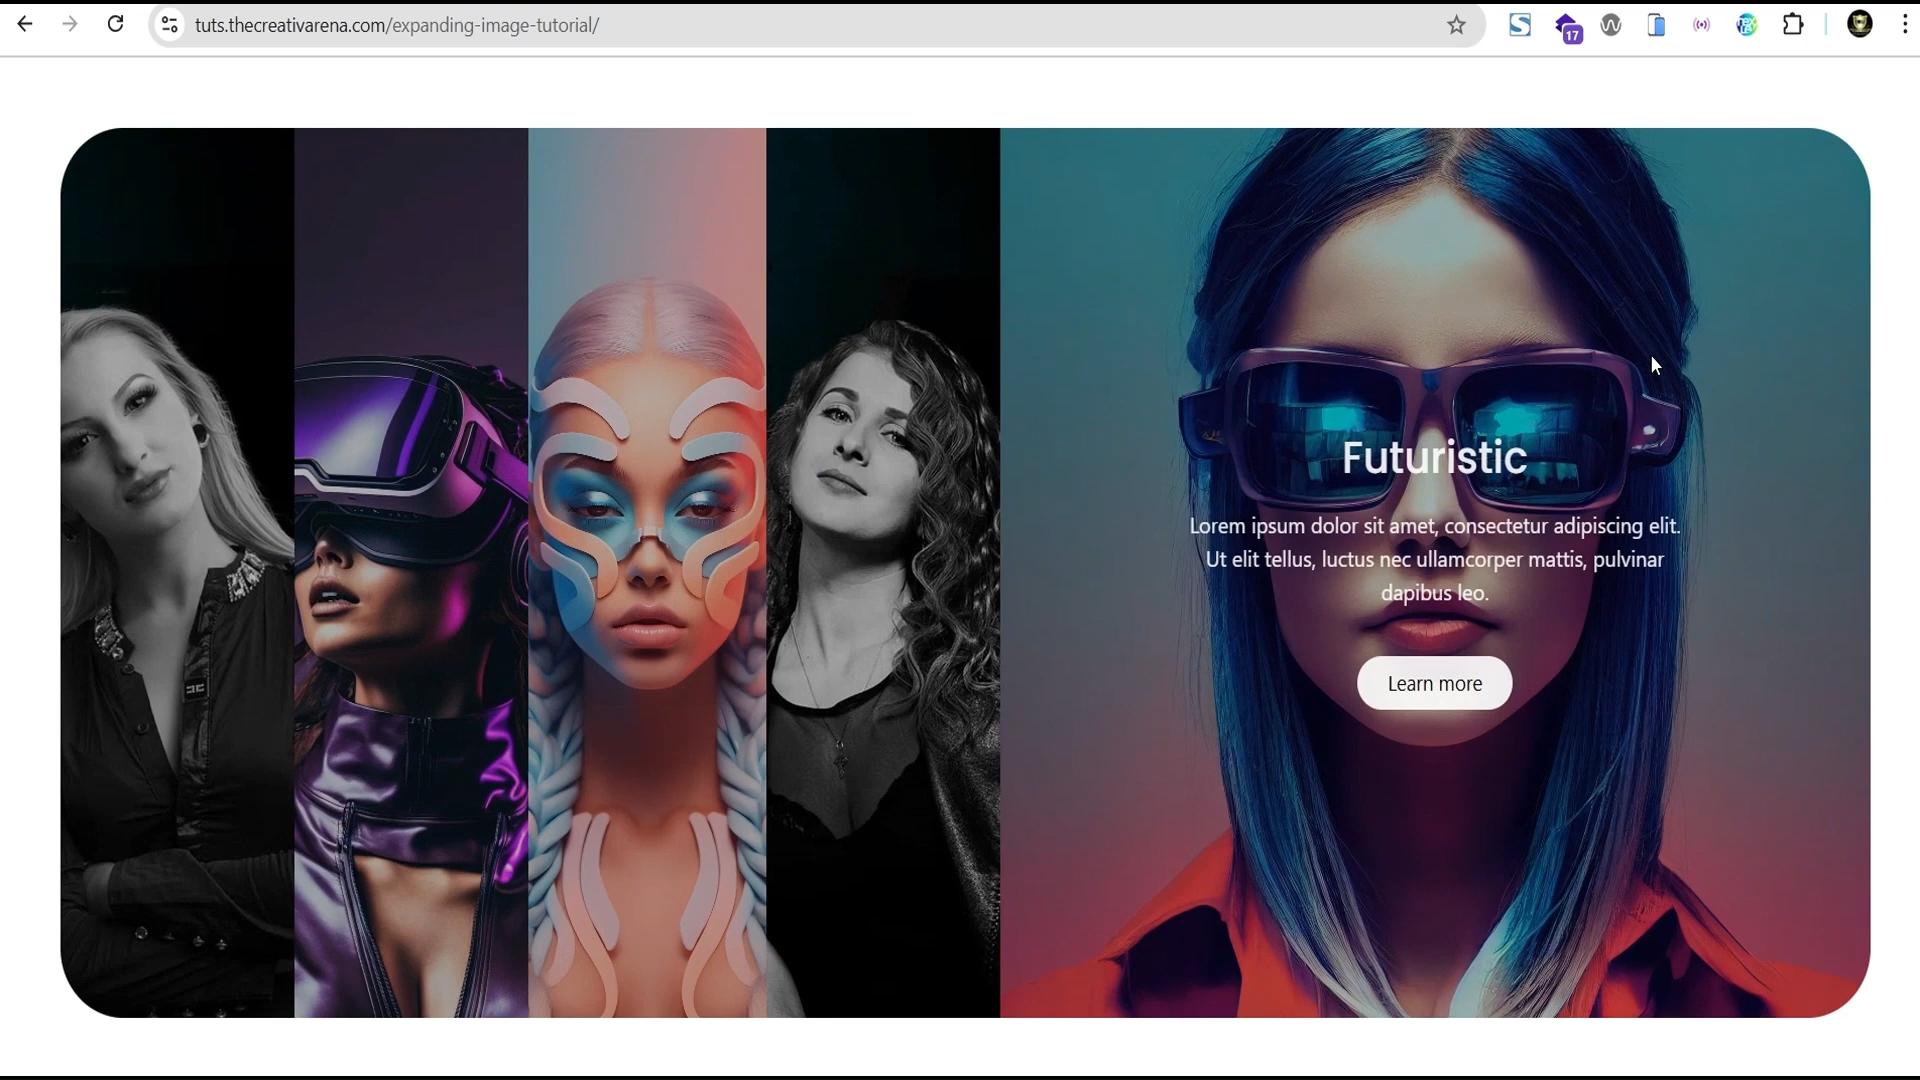 tuts.thecreativarena.com/expanding-image-tutorial/
17
Futuristic
Lorem ipsum dolor sit amet, consectetur adipiscing elit.
Ut elit tellus, luctus nec ullamcorper mattis, pulvinar
dapibus leo.
Learn more